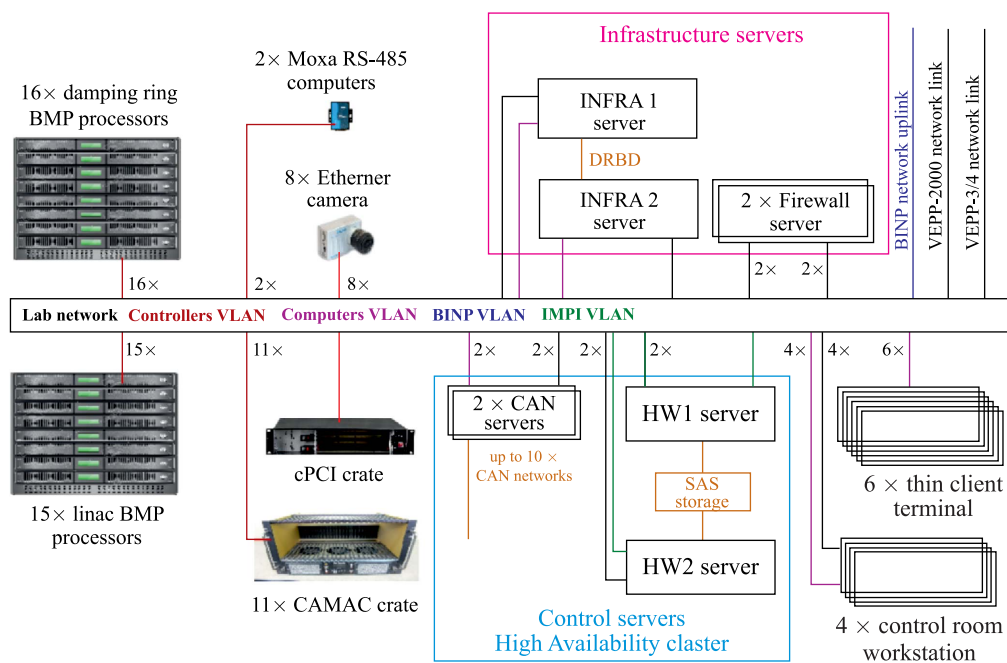 Infrastructure servers
2× Moxa RS-485
computers
16× damping ring
BMP processors
8× Etherner
camera
INFRA 1
server
DRBD
INFRA 2
server
2 × Firewall
server
BINP network uplink
VEPP-2000 network link
VEPP-3/4 network link
16×
2×
8×
2×
2×
Lab network Controllers VLAN Computers VLAN BINP VLAN IMPI VLAN
15×
11×
2×
2×
2×
2×
4×
4×
6×
2 × CAN
servers
HW1 server
up to 10 ×
CAN networks
SAS
storage
HW2 server
cPCI crate
15× linac BMP
processors
11× CAMAC crate
6 × thin client
terminal
Control servers
High Availability claster
4 × control room
workstation